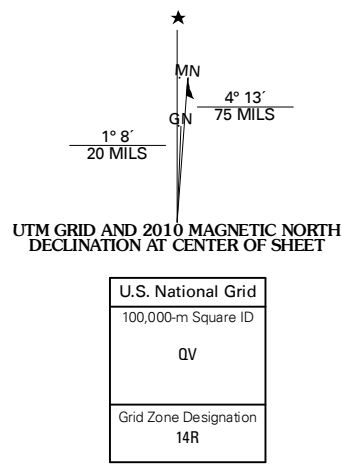 MN
4° 13´
75 MILS
GN
1° 8´
20 MILS
UTM GRID AND 2010 MAGNETIC NORTH
DECLINATION AT CENTER OF SHEET
U.S. National Grid
100,000-m Square ID
QV
Grid Zone Designation
14R